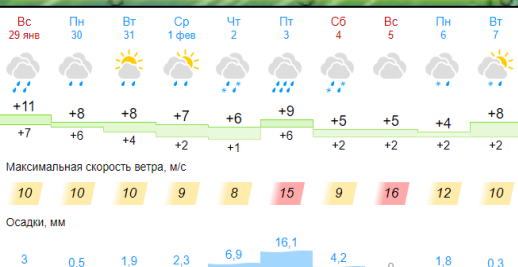 Вс Пн Вт Ср Чт Пт Сб Вс Пн Вт
29 янв 30 31 1 фев 2 3 4 5 6 7
+11 +8 +8 +7 +6 +9 +5 +5 +4 +8
+7 +6 +4 +2 +1 +6 +2 +2 +2 +2
Максимальная скорость ветра, м/с
10 10 10 9 8 15 9 16 12 10
Осадки, мм
3 0,5 1,9 2,3 6,9 16,1 4,2 0 1,8 0,3